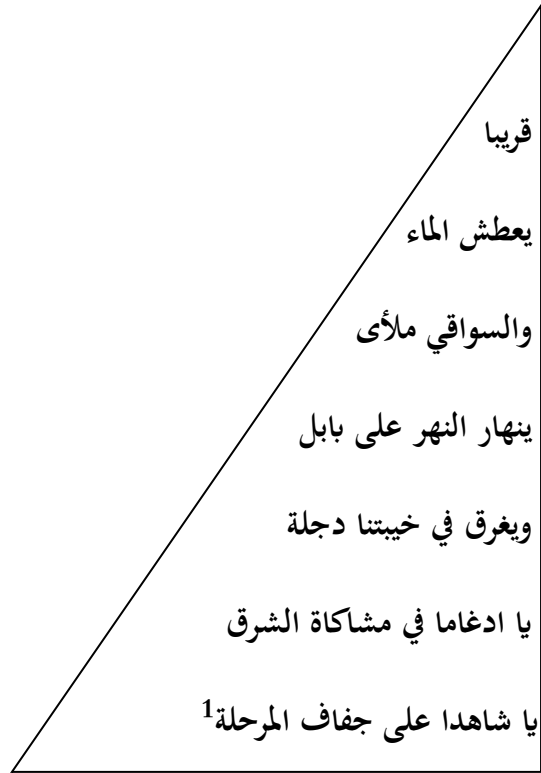 قريبا
يعطش الماء
والسواقي ملأى
ينهار النهر على بابل
ويغرق في خيبتنا دجلة
يا ادغاما في مشاكاة الشرق
يا شاهدا على جفاف المرحلة1